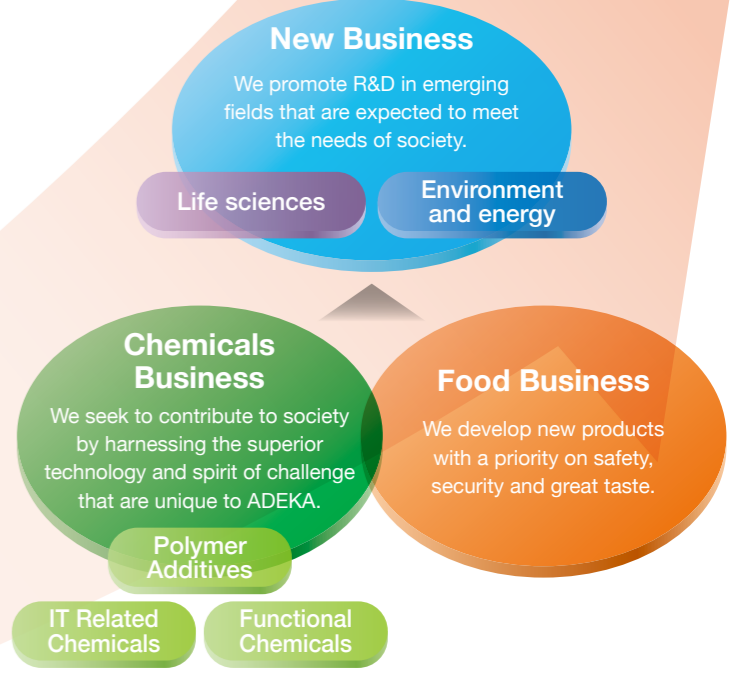 New Business
We promote R&D in emerging
fields that are expected to meet
the needs of society.
Life sciences
Environment
and energy
Chemicals
Business
We seek to contribute to society
by harnessing the superior
technology and spirit of challenge
that are unique to ADEKA.
Polymer
Additives
IT Related
Chemicals
Functional
Chemicals
Food Business
We develop new products
with a priority on safety,
security and great taste.